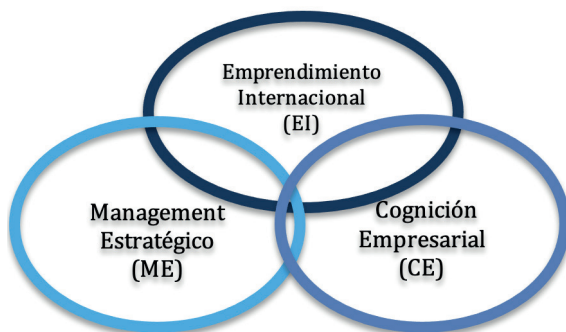 Emprendimiento
Internacional
(EI)
Management
Estratégico
(ME)
Cognición
Empresarial
(CE)